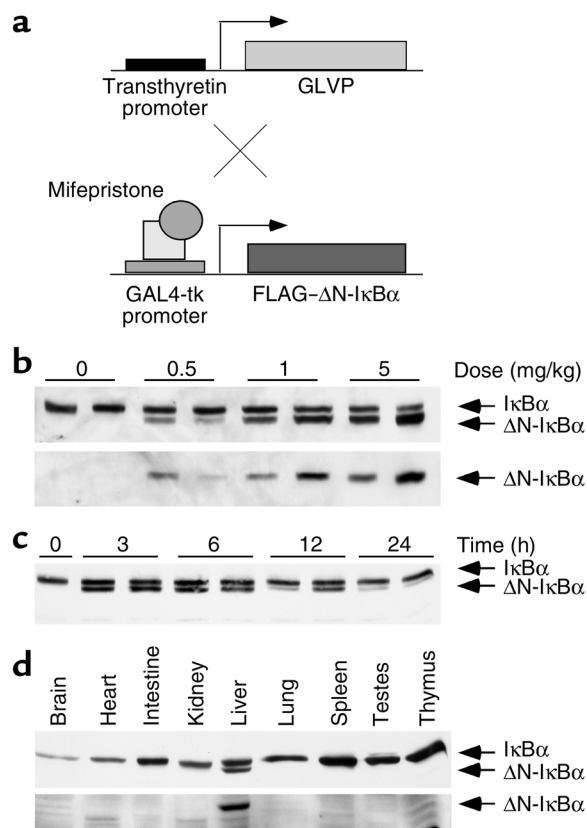 a
Transthyretin
promoter
GLVP
Mifepristone
GAL4-tk
promoter
FLAG–ΔN-IκBα
b
0 0.5 1 5 Dose (mg/kg)
IκBα
ΔN-IκBα
ΔN-IκBα
c
0 3 6 12 24 Time (h)
IκBα
ΔN-IκBα
d
Brain Heart Intestine Kidney Liver Lung Spleen Testes Thymus
IκBα
ΔN-IκBα
ΔN-IκBα